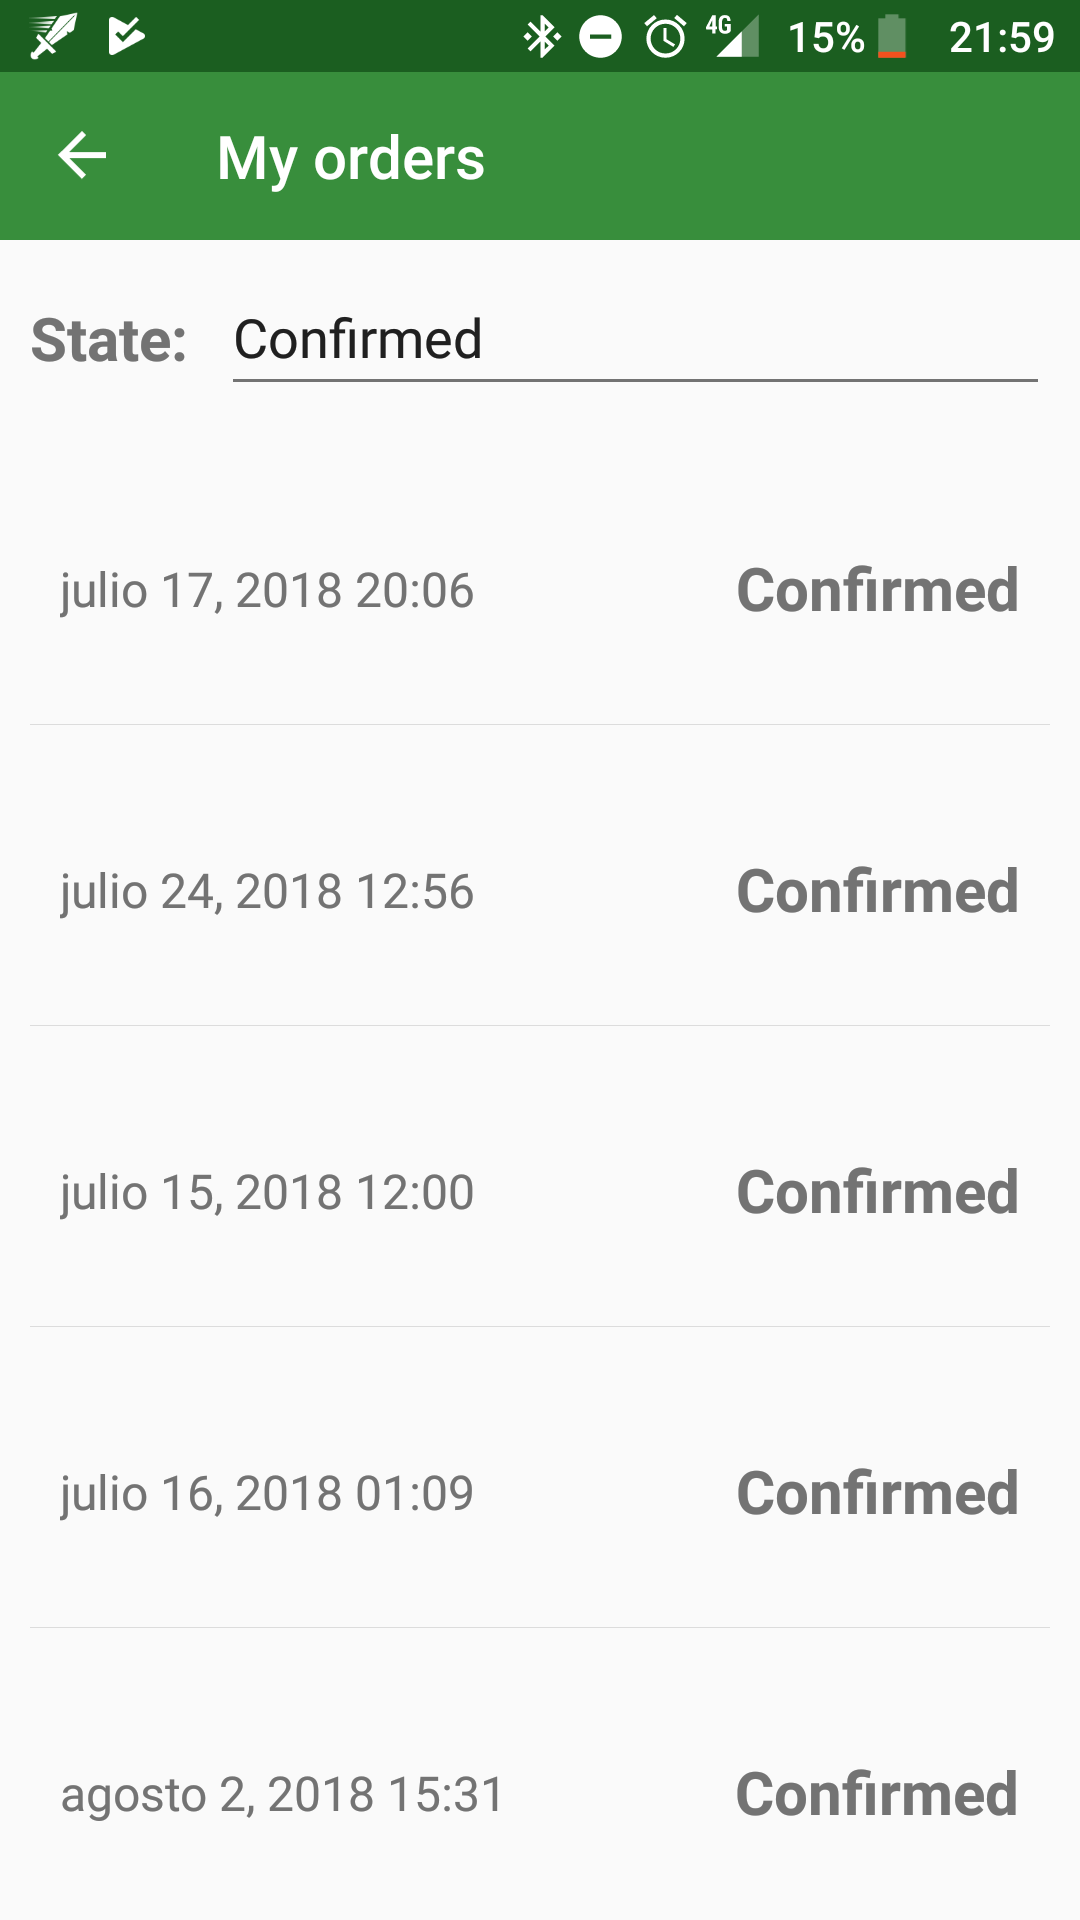 4G 15% 21:59
My orders
State: Confirmed
julio 17, 2018 20:06 Confirmed
julio 24, 2018 12:56 Confirmed
julio 15, 2018 12:00 Confirmed
julio 16, 2018 01:09 Confirmed
agosto 2, 2018 15:31 Confirmed